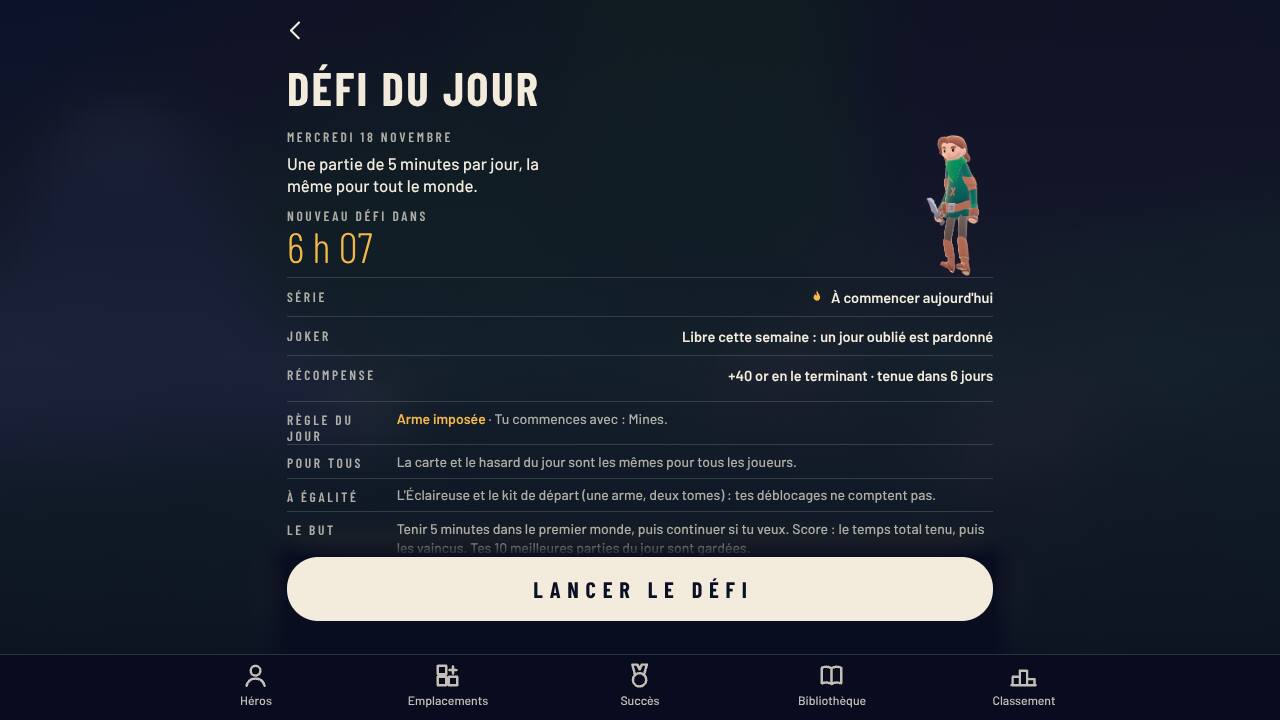 DÉFI DU JOUR
MERCREDI 18 NOVEMBRE
Une partie de 5 minutes par jour, la
même pour tout le monde.
NOUVEAU DÉFI DANS
6 h 07
SÉRIE À commencer aujourd'hui
JOKER Libre cette semaine : un jour oublié est pardonné
RÉCOMPENSE +40 or en le terminant · tenue dans 6 jours
RÈGLE DU Arme imposée · Tu commences avec : Mines.
JOUR
POUR TOUS La carte et le hasard du jour sont les mêmes pour tous les joueurs.
À ÉGALITÉ L'Éclaireuse et le kit de départ (une arme, deux tomes) : tes déblocages ne comptent pas.
LE BUT Tenir 5 minutes dans le premier monde, puis continuer si tu veux. Score : le temps total tenu, puis
les vaincus. Tes 10 meilleures parties du jour sont gardées.
LANCER LE DÉFI
Héros Emplacements Succès Bibliothèque Classement